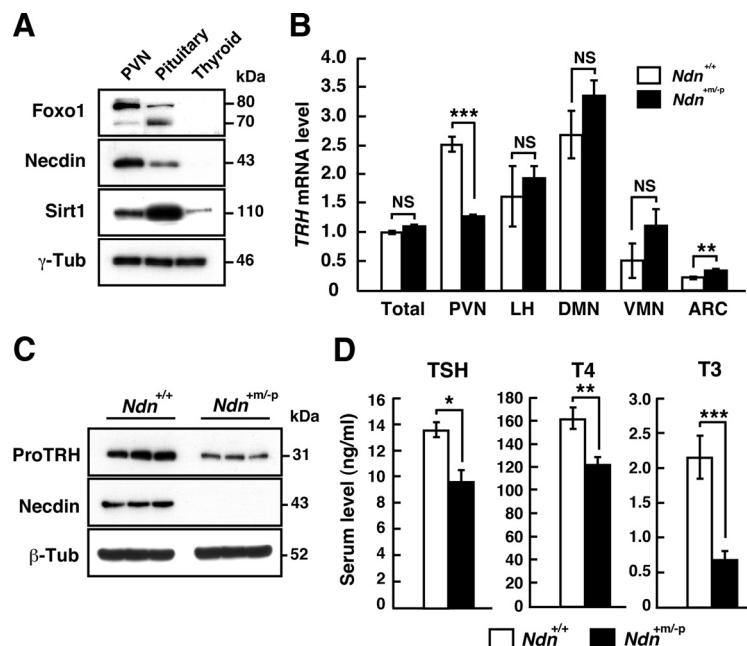 A
PVN
Pituitary
Thyroid
kDa
Foxo1
80
70
Necdin
43
Sirt1
110
γ-Tub
46
B
TRH mRNA level
4.0
3.5
3.0
2.5
2.0
1.5
1.0
0.5
0
NS
***
NS
NS
NS
**
Ndn+/+
Ndn+m/-p
Total PVN LH DMN VMN ARC
C
Ndn+/+ Ndn+m/-p
kDa
ProTRH
31
Necdin
43
β-Tub
52
D
Serum level (ng/ml)
TSH
16
14
12
10
8
6
4
2
0
*
T4
180
160
140
120
100
80
60
40
20
0
**
T3
3.0
2.5
2.0
1.5
1.0
0.5
0
***
Ndn+/+ Ndn+m/-p